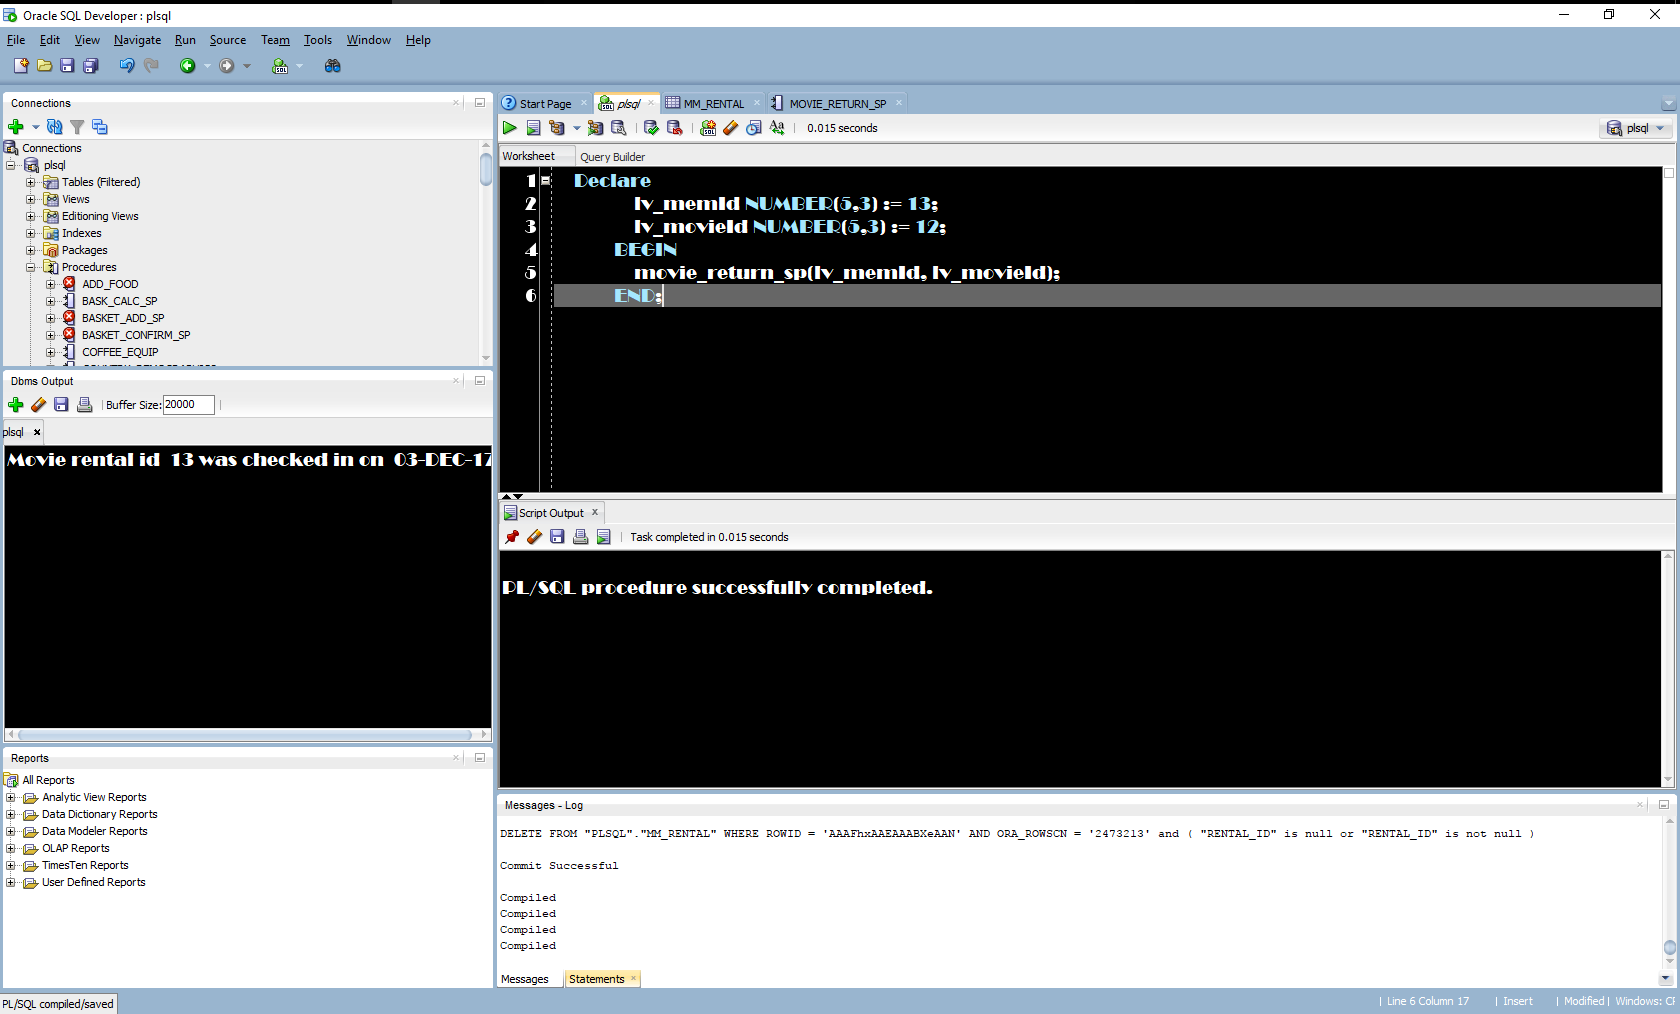 Oracle SQL Developer : plsql
File Edit View Navigate Run Source Team Tools Window Help
Connections
Connections
plsql
Tables (Filtered)
Views
Editioning Views
Indexes
Packages
Procedures
ADD_FOOD
BASK_CALC_SP
BASKET_ADD_SP
BASKET_CONFIRM_SP
COFFEE_EQUIP
Dbms Output
Buffer Size: 20000
plsql
Movie rental id 13 was checked in on 03-DEC-17
Reports
All Reports
Analytic View Reports
Data Dictionary Reports
Data Modeler Reports
OLAP Reports
TimesTen Reports
User Defined Reports
Start Page plsql MM_RENTAL MOVIE_RETURN_SP
0.015 seconds plsql
Worksheet Query Builder
1 Declare
2 lv_memId NUMBER(5,3) := 13;
3 lv_movieId NUMBER(5,3) := 12;
4 BEGIN
5 movie_return_sp(lv_memId, lv_movieId);
6 END;
Script Output
Task completed in 0.015 seconds
PL/SQL procedure successfully completed.
Messages - Log
DELETE FROM "PLSQL"."MM_RENTAL" WHERE ROWID = 'AAAFhxAAEAAABXeAAN' AND ORA_ROWSCN = '2473213' and ( "RENTAL_ID" is null or "RENTAL_ID" is not null )
Commit Successful
Compiled
Compiled
Compiled
Compiled
Messages Statements
PL/SQL compiled/saved
Line 6 Column 17 Insert Modified Windows: